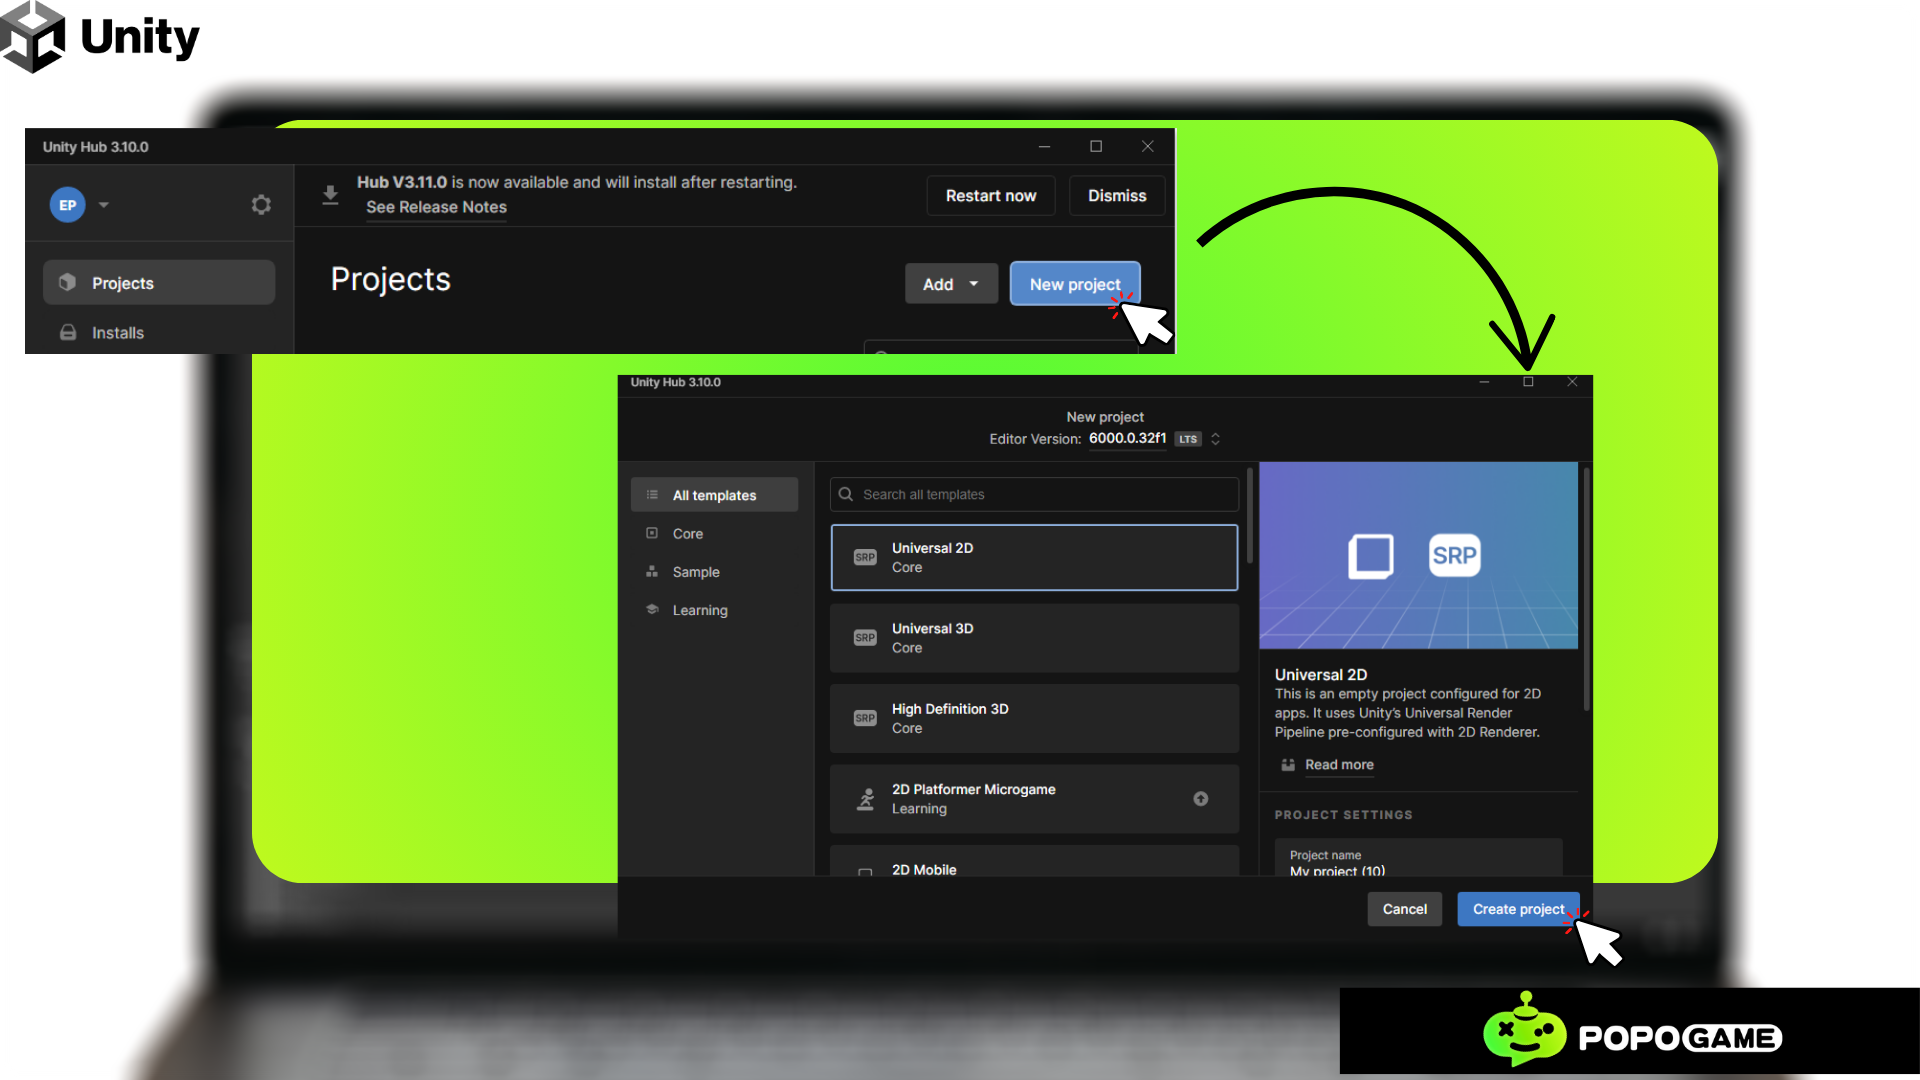 Unity
Unity Hub 3.10.0
EP
Hub V3.11.0 is now available and will install after restarting.
See Release Notes
Restart now
Dismiss
Projects
Installs
Projects
Add
New project
Unity Hub 3.10.0
New project
Editor Version: 6000.0.32f1 LTS
All templates
Core
Sample
Learning
Search all templates
SRP
Universal 2D
Core
SRP
Universal 3D
Core
SRP
High Definition 3D
Core
2D Platformer Microgame
Learning
2D Mobile
SRP
Universal 2D
This is an empty project configured for 2D
apps. It uses Unity’s Universal Render
Pipeline pre-configured with 2D Renderer.
Read more
PROJECT SETTINGS
Project name
My project (10)
Cancel
Create project
POPOGAME